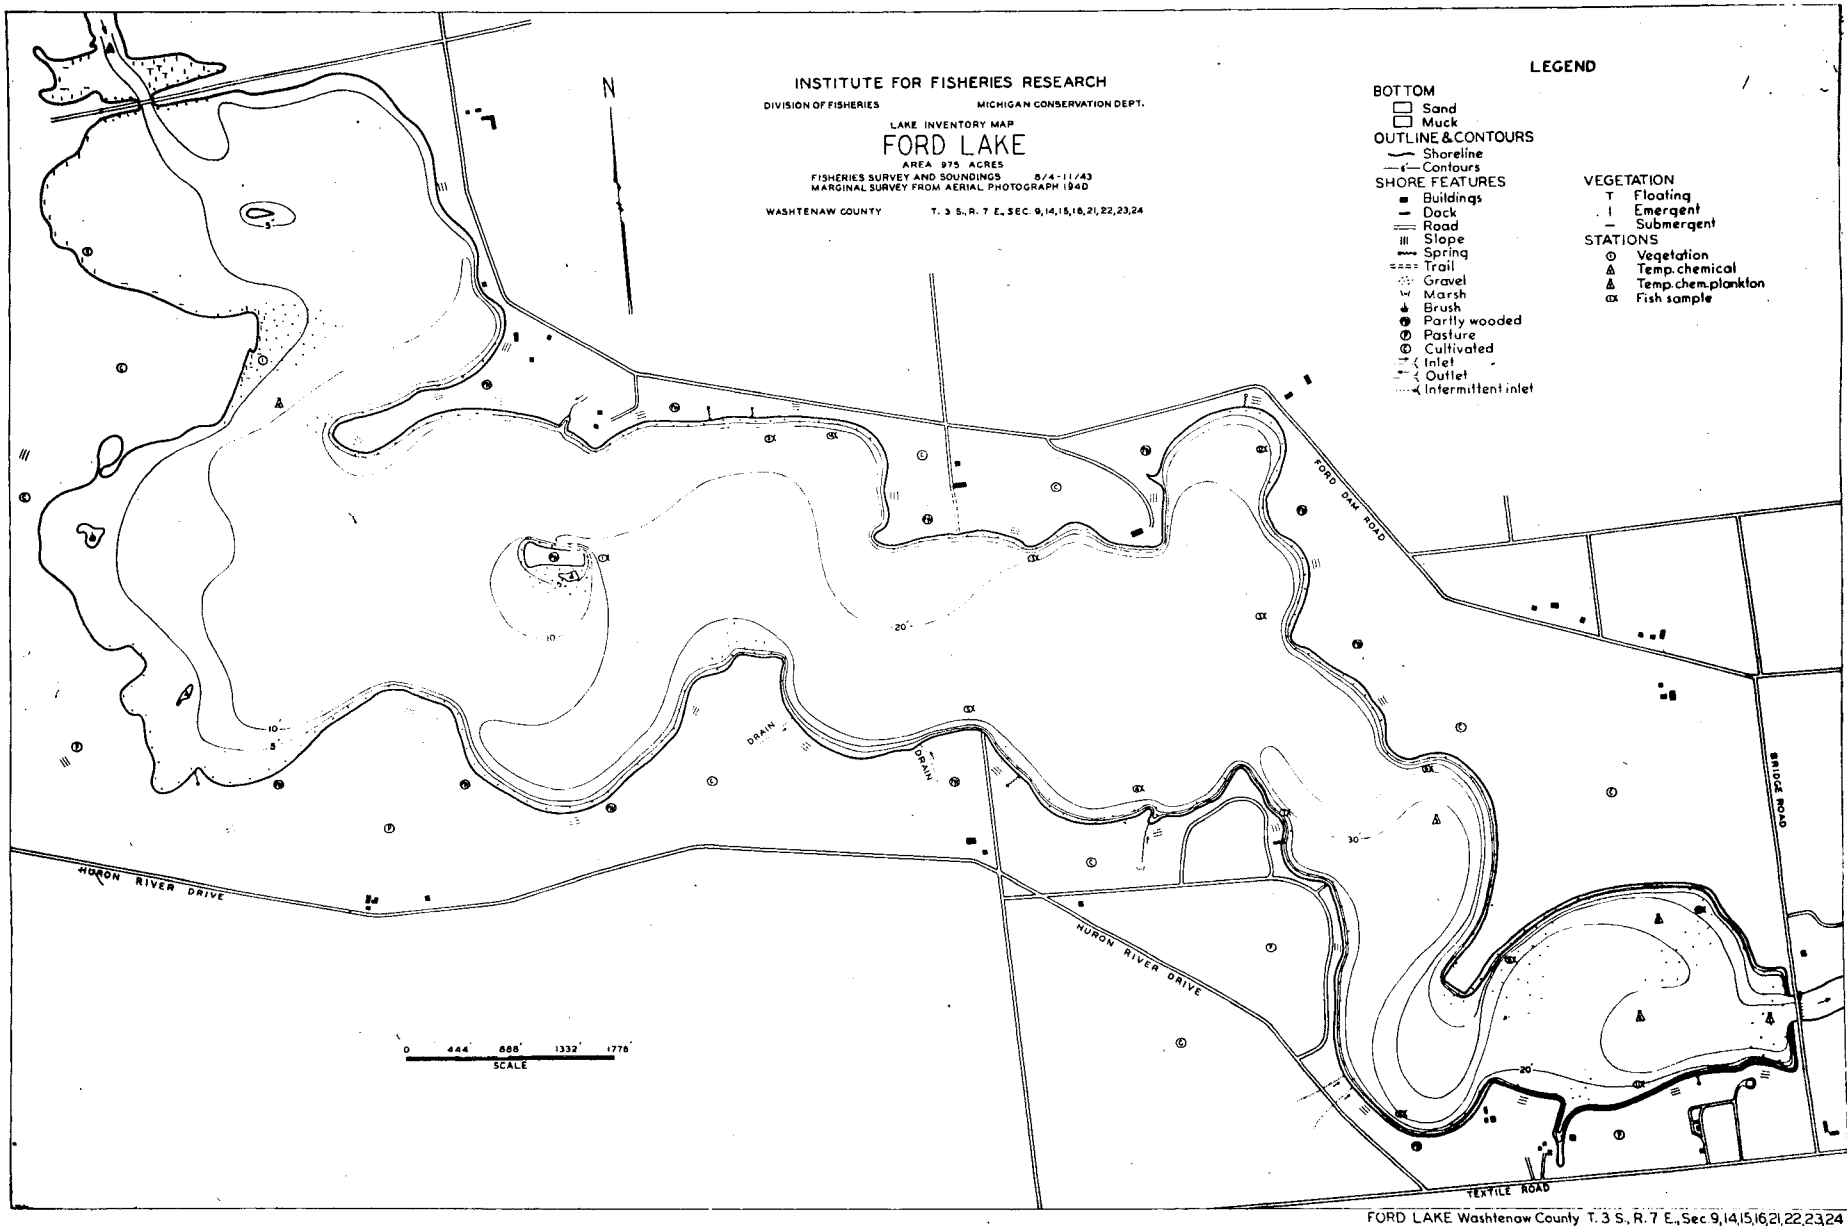 INSTITUTE FOR FISHERIES RESEARCH
DIVISION OF FISHERIES MICHIGAN CONSERVATION DEPT.
LAKE INVENTORY MAP
FORD LAKE
AREA 975 ACRES
FISHERIES SURVEY AND SOUNDINGS 8/4-11/43
MARGINAL SURVEY FROM AERIAL PHOTOGRAPH 1940
WASHTENAW COUNTY T. 3 S., R. 7 E., SEC. 9,14,15,16,21,22,23,24
N
LEGEND
BOTTOM
Sand
Muck
OUTLINE & CONTOURS
Shoreline
Contours
SHORE FEATURES
Buildings
Dock
Road
Slope
Spring
Trail
Gravel
Marsh
Brush
Partly wooded
Pasture
Cultivated
Inlet
Outlet
Intermittent inlet
VEGETATION
T Floating
I Emergent
– Submergent
STATIONS
Vegetation
Temp. chemical
Temp. chem. plankton
Fish sample
5'
FORD DAM ROAD
10
20'
10'
5'
DRAIN
DRAIN
30'
BRIDGE ROAD
HURON RIVER DRIVE
HURON RIVER DRIVE
20'
0 444' 888' 1332' 1776'
SCALE
TEXTILE ROAD
FORD LAKE Washtenaw County T. 3 S., R. 7 E., Sec. 9,14,15,16,21,22,23,24